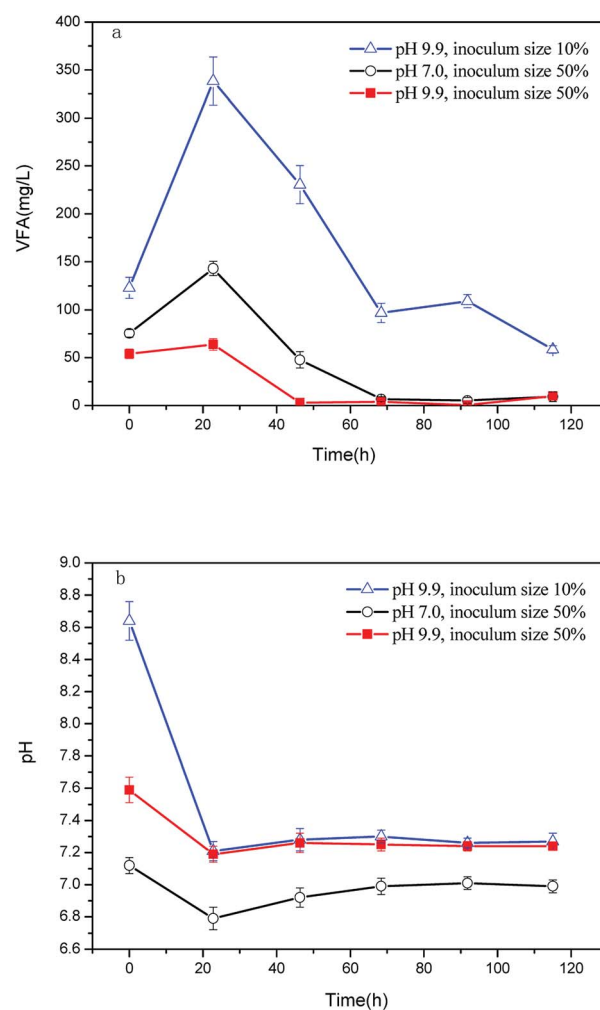 a
400
350
300
250
200
150
100
50
0
VFA(mg/L)
pH 9.9, inoculum size 10%
pH 7.0, inoculum size 50%
pH 9.9, inoculum size 50%
0 20 40 60 80 100 120
Time(h)
b
9.0
8.8
8.6
8.4
8.2
8.0
7.8
7.6
7.4
7.2
7.0
6.8
6.6
pH
pH 9.9, inoculum size 10%
pH 7.0, inoculum size 50%
pH 9.9, inoculum size 50%
0 20 40 60 80 100 120
Time(h)